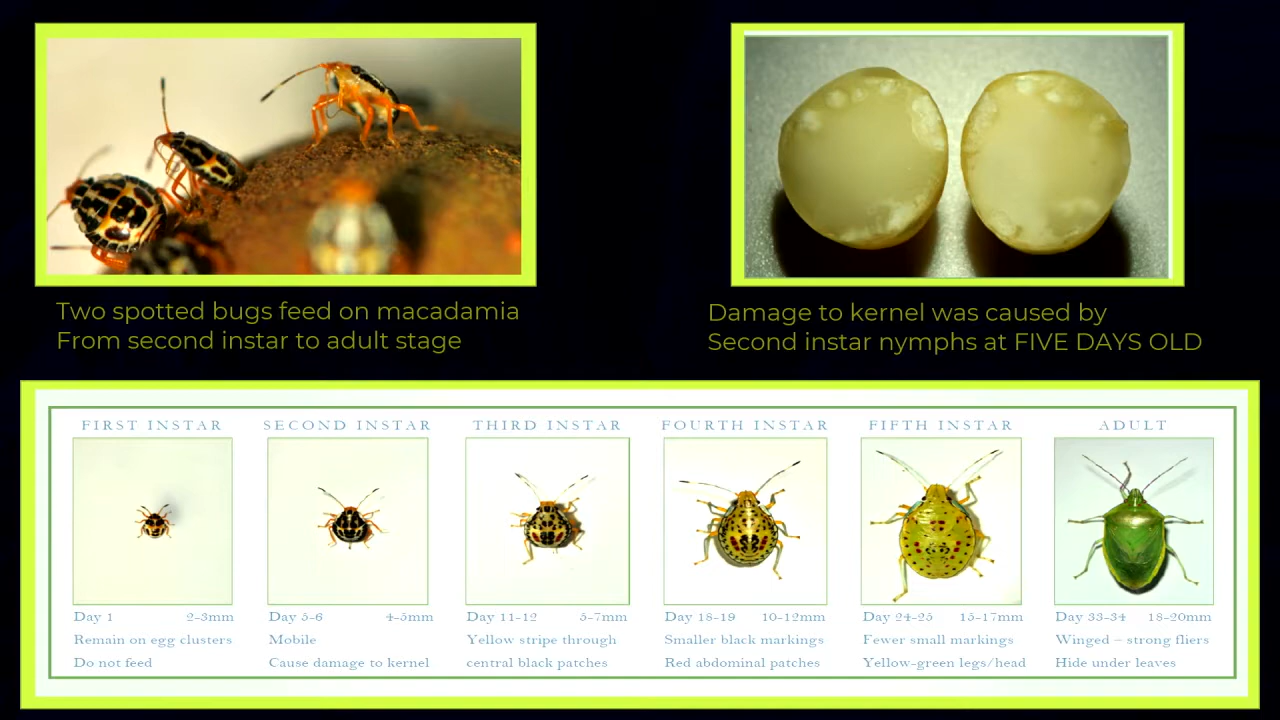 Two spotted bugs feed on macadamia
From second instar to adult stage
Damage to kernel was caused by
Second instar nymphs at FIVE DAYS OLD
FIRST INSTAR
Day 1 2-3mm
Remain on egg clusters
Do not feed
SECOND INSTAR
Day 5-6 4-5mm
Mobile
Cause damage to kernel
THIRD INSTAR
Day 11-12 5-7mm
Yellow stripe through
central black patches
FOURTH INSTAR
Day 18-19 10-12mm
Smaller black markings
Red abdominal patches
FIFTH INSTAR
Day 24-25 15-17mm
Fewer small markings
Yellow-green legs/head
ADULT
Day 33-34 18-20mm
Winged – strong fliers
Hide under leaves